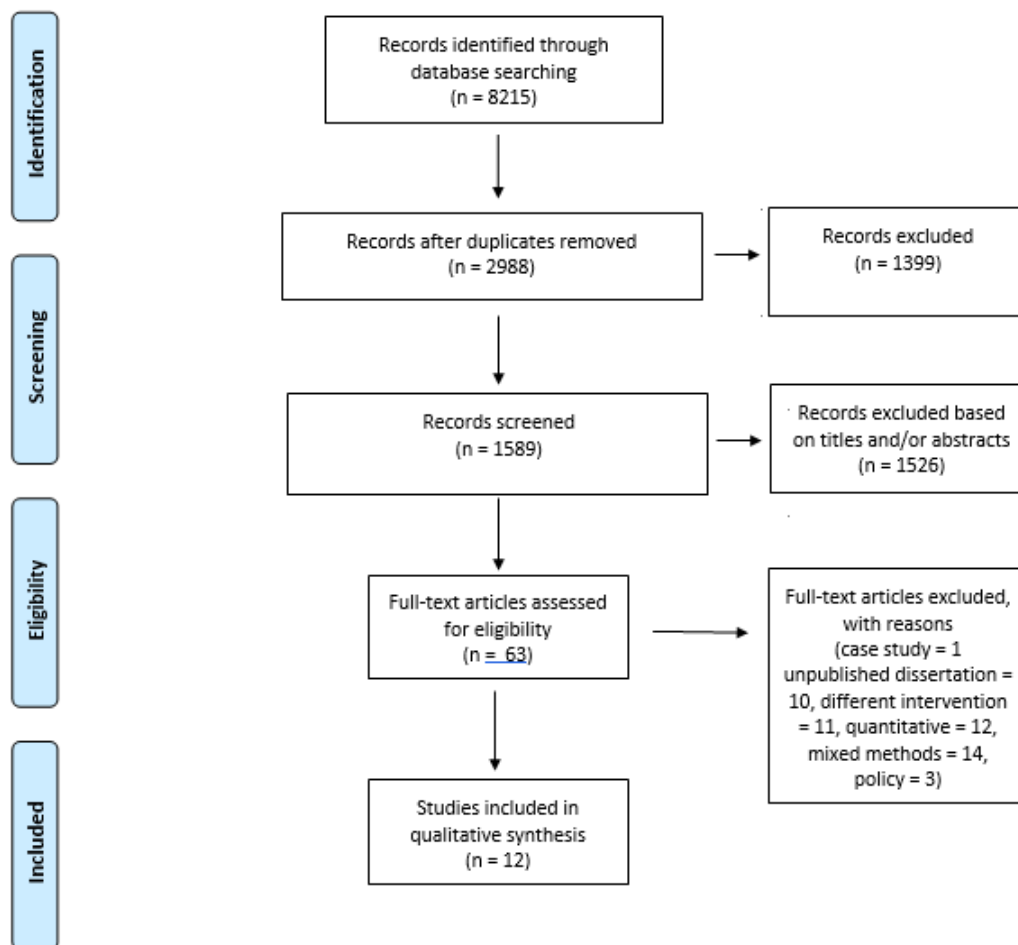 Identification
Records identified through
database searching
(n = 8215)
Records after duplicates removed
(n = 2988)
Records excluded
(n = 1399)
Screening
Records screened
(n = 1589)
Records excluded based
on titles and/or abstracts
(n = 1526)
Eligibility
Full-text articles assessed
for eligibility
(n = 63)
Full-text articles excluded,
with reasons
(case study = 1
unpublished dissertation =
10, different intervention
= 11, quantitative = 12,
mixed methods = 14,
policy = 3)
Included
Studies included in
qualitative synthesis
(n = 12)